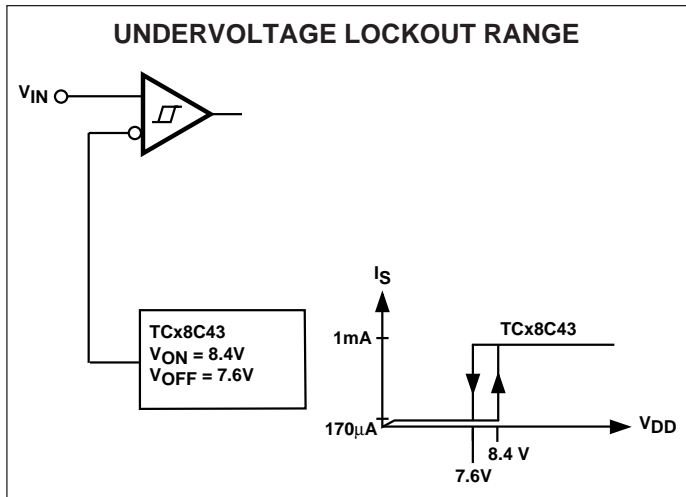 UNDERVOLTAGE LOCKOUT RANGE
VIN
TCx8C43
VON = 8.4V
VOFF = 7.6V
IS
1mA
TCx8C43
170µA
VDD
8.4 V
7.6V